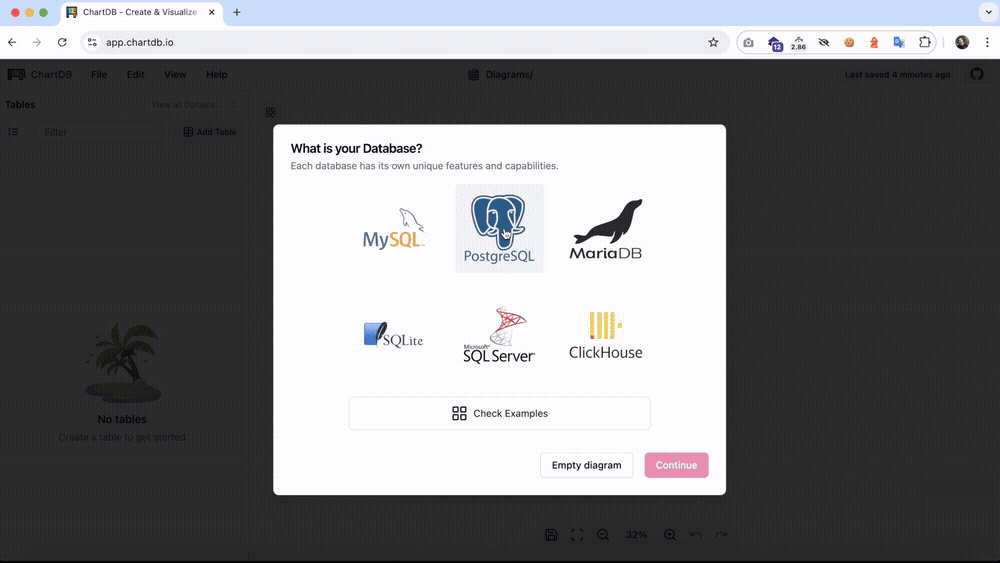 ChartDB - Create & Visualize
app.chartdb.io
12
2.86
ChartDB File Edit View Help
Diagrams/
Last saved 4 minutes ago
Tables
View all Options...
Filter
Add Table
What is your Database?
Each database has its own unique features and capabilities.
MySQL
PostgreSQL
MariaDB
SQLite
Microsoft
SQL Server
ClickHouse
No tables
Create a table to get started
Check Examples
Empty diagram
Continue
32%